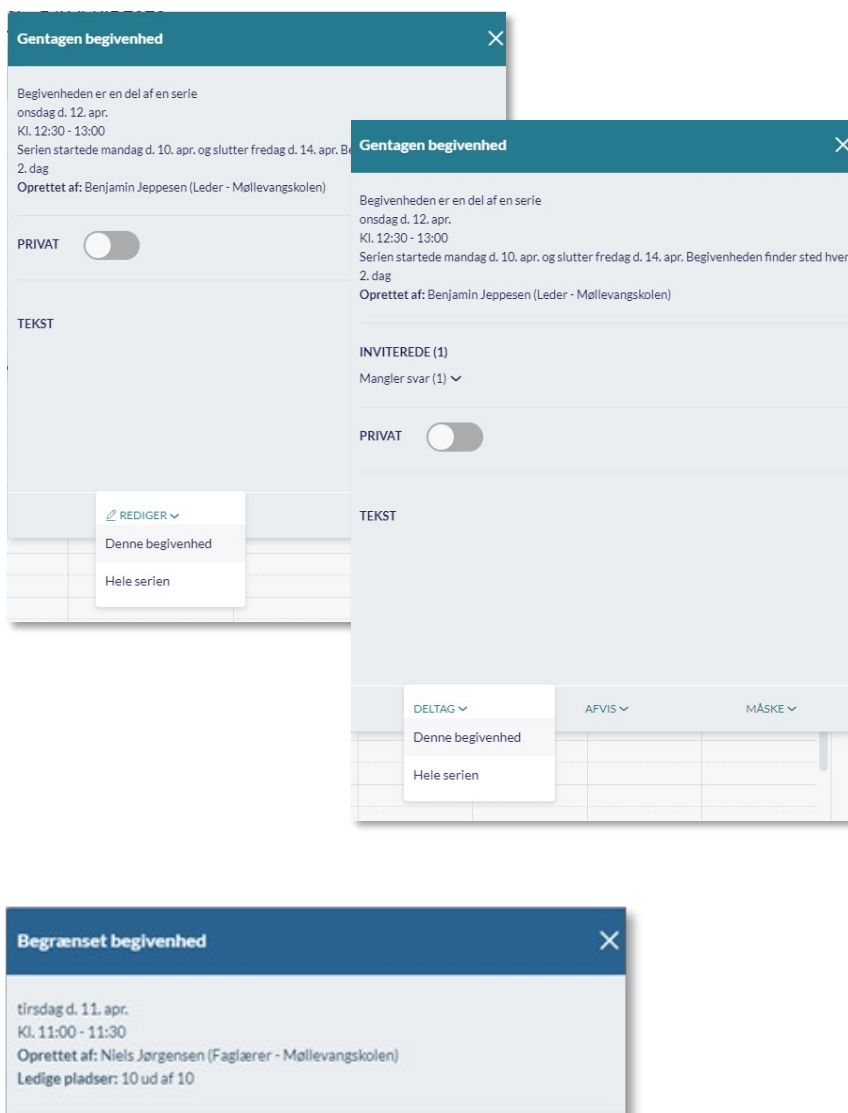 Gentagen begivenhed
Begivenheden er en del af en serie
onsdag d. 12. apr.
Kl. 12:30 - 13:00
Serien startede mandag d. 10. apr. og slutter fredag d. 14. apr.
2. dag
Oprettet af: Benjamin Jeppesen (Leder - Møllevangskolen)
PRIVAT
TEKST
REDIGER
Denne begivenhed
Hele serien
Gentagen begivenhed
Begivenheden er en del af en serie
onsdag d. 12. apr.
Kl. 12:30 - 13:00
Serien startede mandag d. 10. apr. og slutter fredag d. 14. apr. Begivenheden finder sted hver
2. dag
Oprettet af: Benjamin Jeppesen (Leder - Møllevangskolen)
INVITEREDE (1)
Mangler svar (1)
PRIVAT
TEKST
DELTAG AFVIS MÅSKE
Denne begivenhed
Hele serien
Begrænset begivenhed
tirsdag d. 11. apr.
Kl. 11:00 - 11:30
Oprettet af: Niels Jørgensen (Faglærer - Møllevangskolen)
Ledige pladser: 10 ud af 10